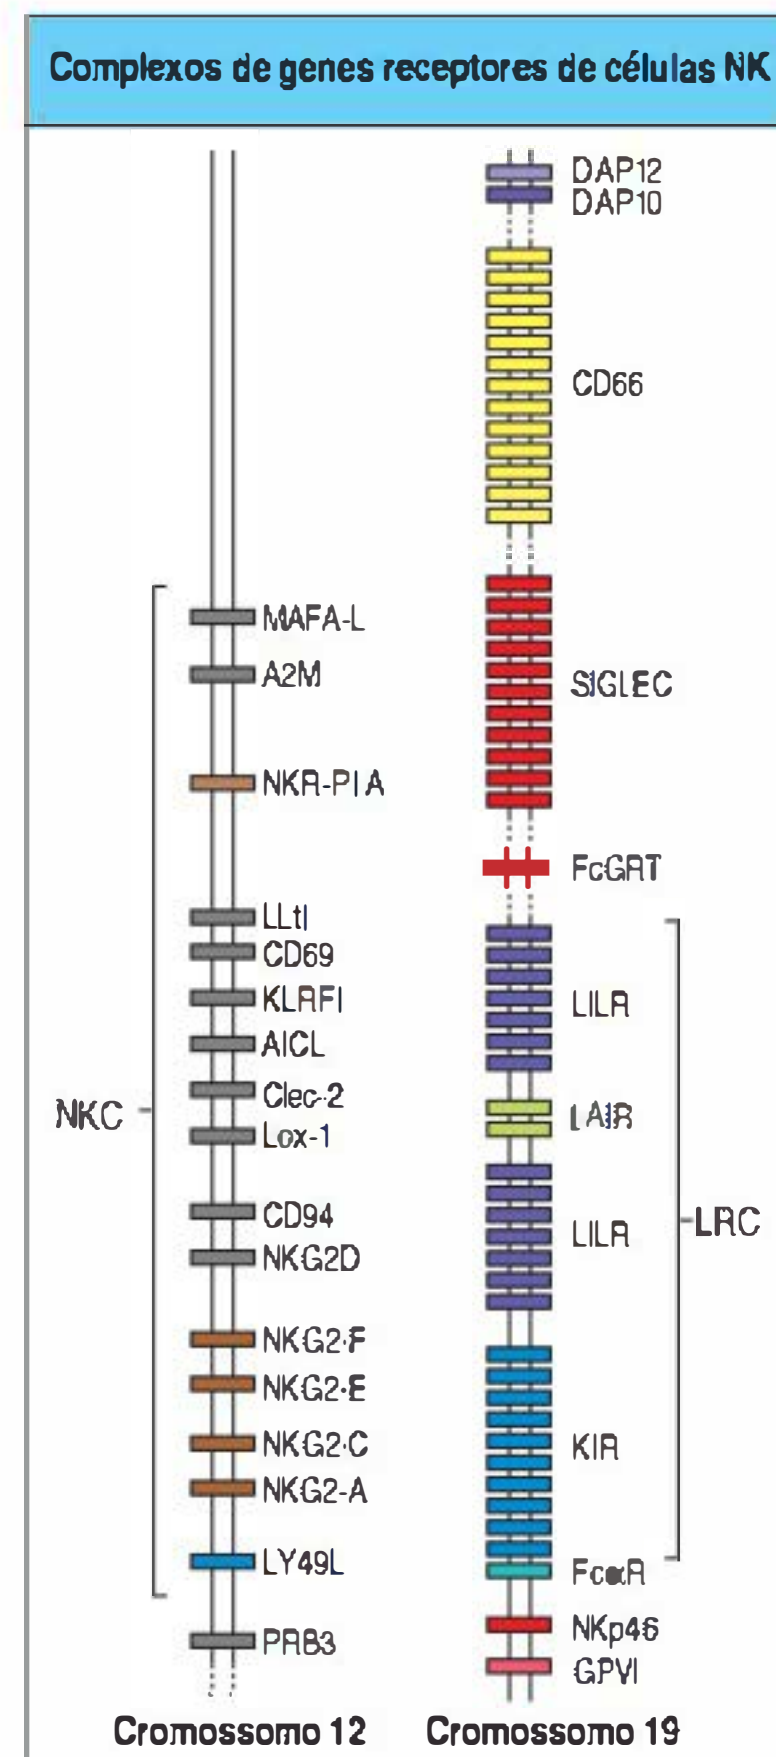 Complexos de genes receptores de células NK
MAFA-L
A2M
NKR-P1A
LLt1
CD69
KLRF1
AICL
Clec-2
Lox-1
NKC
CD94
NKG2D
NKG2-F
NKG2-E
NKG2-C
NKG2-A
LY49L
PRB3
Cromossomo 12
DAP12
DAP10
CD66
SIGLEC
FcGRT
LILR
LAIR
LILR
LRC
KIR
FcαR
NKp46
GPVI
Cromossomo 19